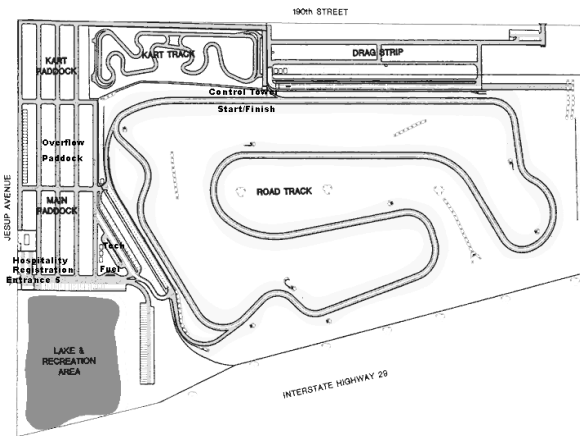 190th STREET
KART
PADDOCK
KART TRACK
DRAG STRIP
Control Tower
Start/Finish
Overflow
Paddock
JESUP AVENUE
MAIN
PADDOCK
ROAD TRACK
Tech
Hospitality
Registration
Fuel
Entrance 5
LAKE &
RECREATION
AREA
INTERSTATE HIGHWAY 29